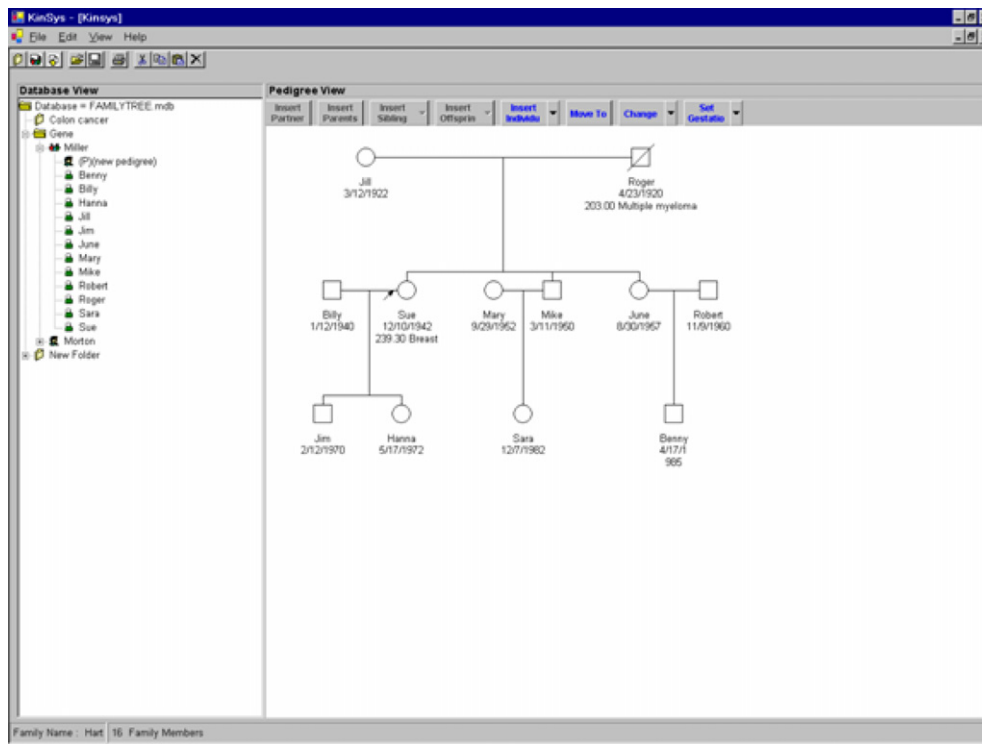 KinSys - [Kinsys]
File Edit View Help
Database View
Pedigree View
Database = FAMILYTREE.mdb
Colon cancer
Gene
Miller
(P)(new pedigree)
Benny
Billy
Hanna
Jill
Jim
June
Mary
Mike
Robert
Roger
Sara
Sue
Morton
New Folder
Insert Insert Insert Insert Insert Move To Change Set
Partner Parents Sibling Offsprin Individu Gestatio
Jill Roger
3/12/1922 4/23/1920
203.00 Multiple myeloma
Billy Sue Mary Mike June Robert
1/12/1940 12/10/1942 9/29/1952 3/11/1950 8/30/1957 11/9/1960
239.30 Breast
Jim Hanna Sara Benny
2/12/1970 5/17/1972 12/7/1982 4/17/1
985
Family Name : Hart 16 Family Members